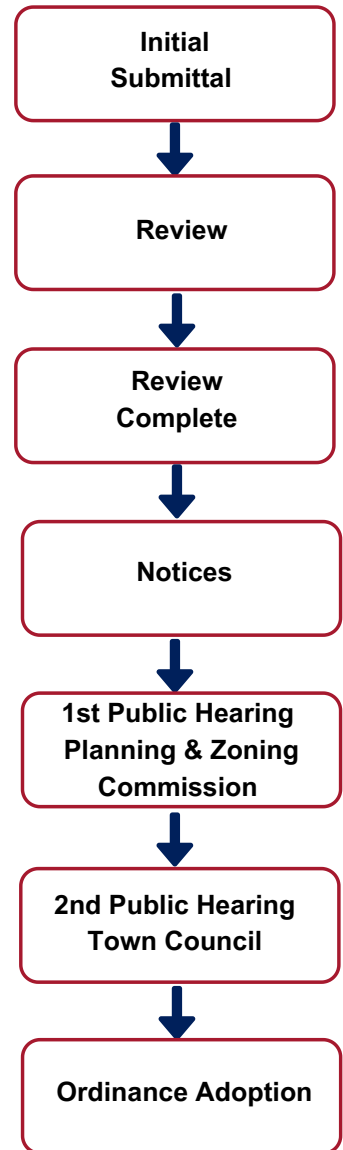 Initial
Submittal
Review
Review
Complete
Notices
1st Public Hearing
Planning & Zoning
Commission
2nd Public Hearing
Town Council
Ordinance Adoption